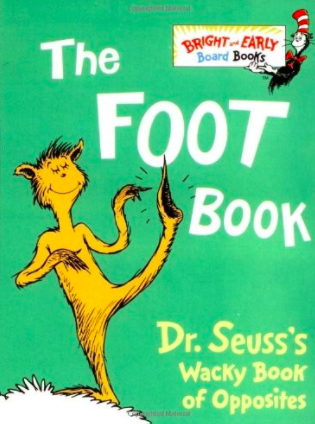 BRIGHT and EARLY
Board Books
The
FOOT
BOOK
Dr. Seuss's
Wacky Book
of Opposites